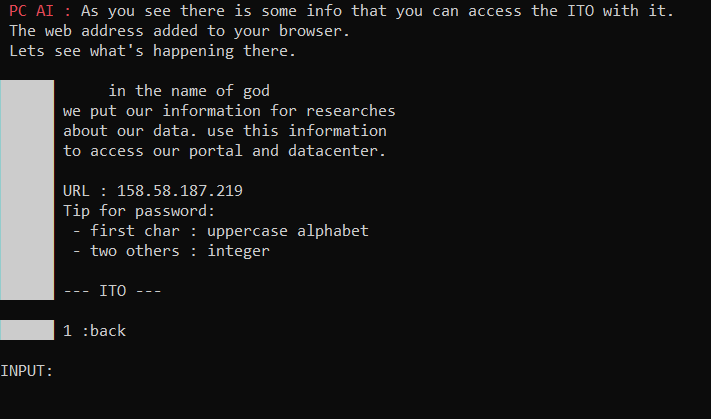 PC AI : As you see there is some info that you can access the ITO with it.
The web address added to your browser.
Lets see what's happening there.
in the name of god
we put our information for researches
about our data. use this information
to access our portal and datacenter.
URL : 158.58.187.219
Tip for password:
- first char : uppercase alphabet
- two others : integer
--- ITO ---
1 :back
INPUT: